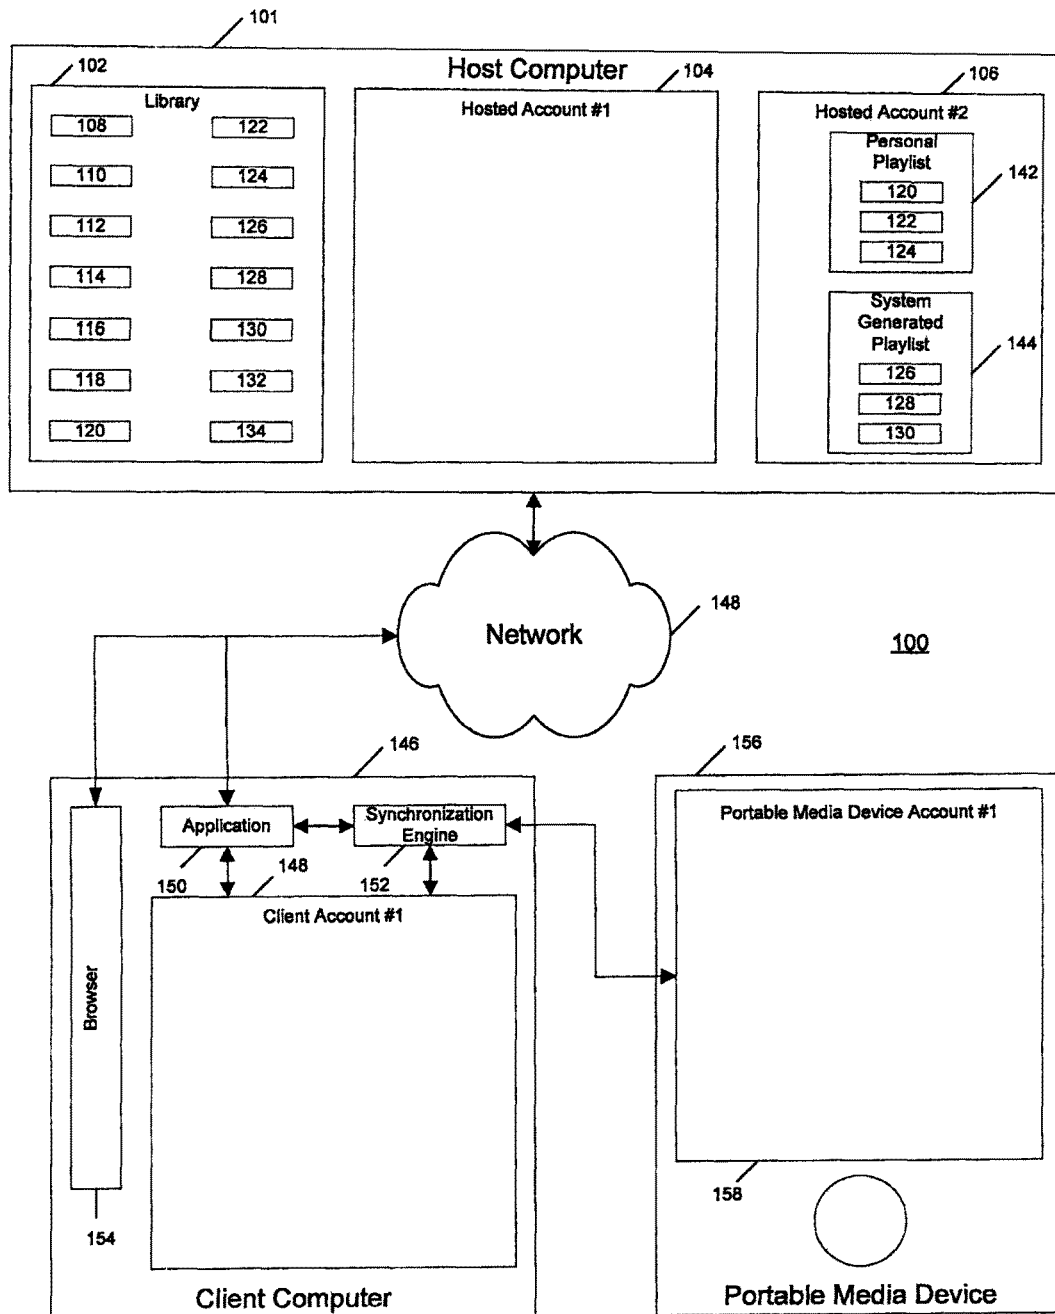 101
Host Computer
102
104
106
Library
108
122
110
124
112
126
114
128
116
130
118
132
120
134
Hosted Account #1
Hosted Account #2
Personal
Playlist
120
122
124
142
System
Generated
Playlist
126
128
130
144
Network
148
100
146
Application
150
Synchronization
Engine
152
148
Client Account #1
Browser
154
Client Computer
156
Portable Media Device Account #1
158
Portable Media Device